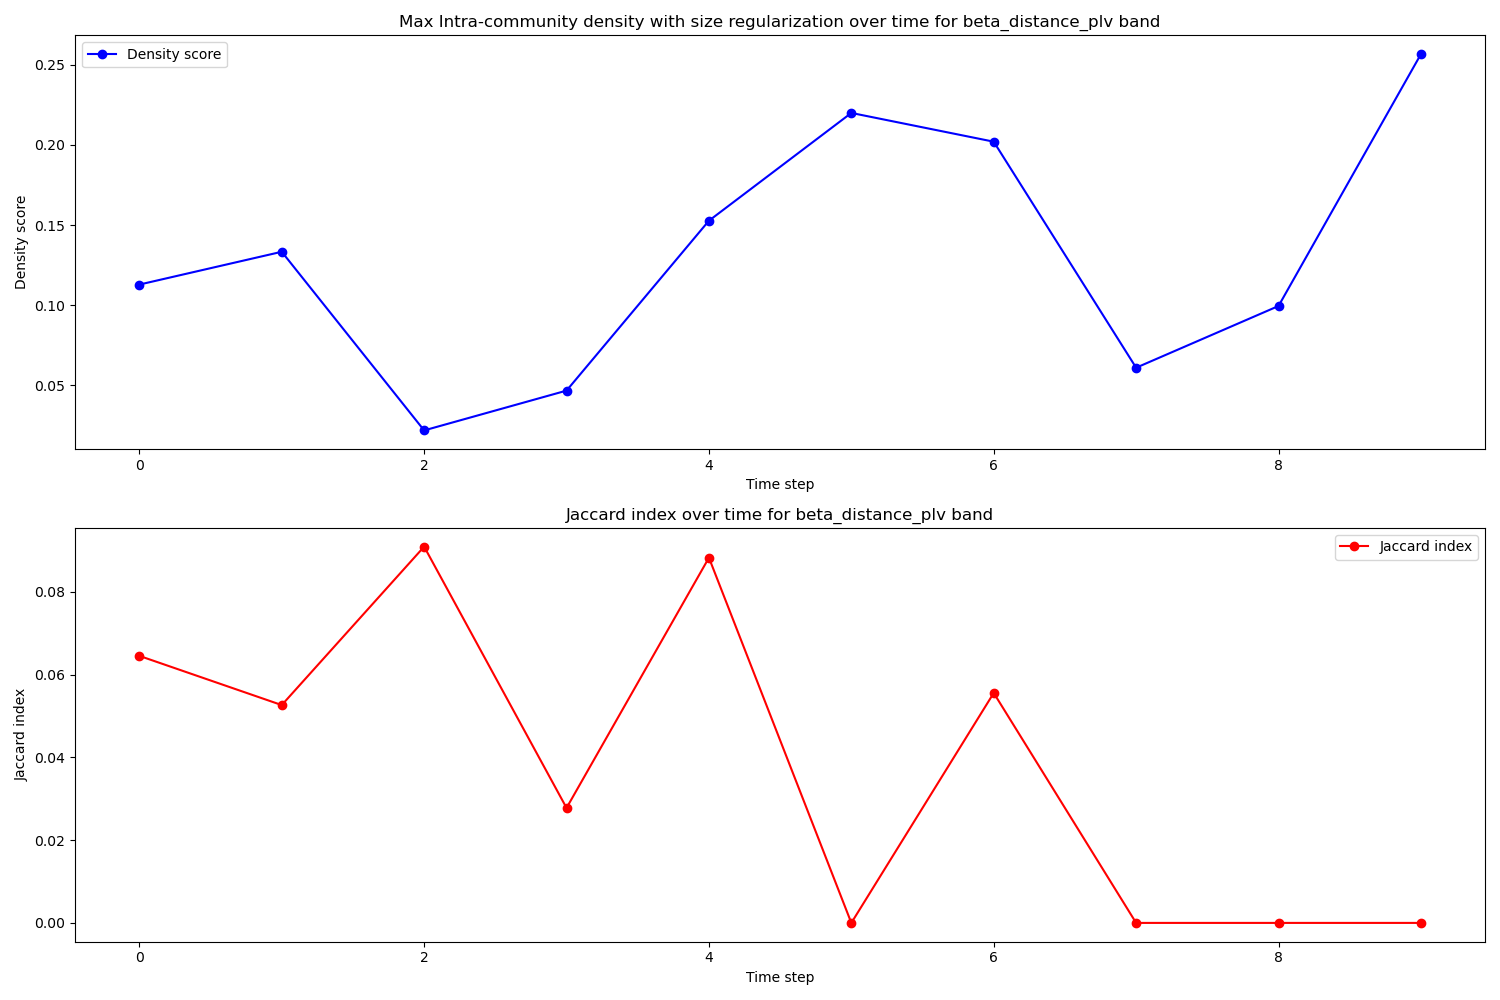 Max Intra-community density with size regularization over time for beta_distance_plv band
Density score
0.25
0.20
0.15
0.10
0.05
Density score
0
2
4
6
8
Time step
Jaccard index over time for beta_distance_plv band
Jaccard index
0.08
0.06
0.04
0.02
0.00
Jaccard index
0
2
4
6
8
Time step